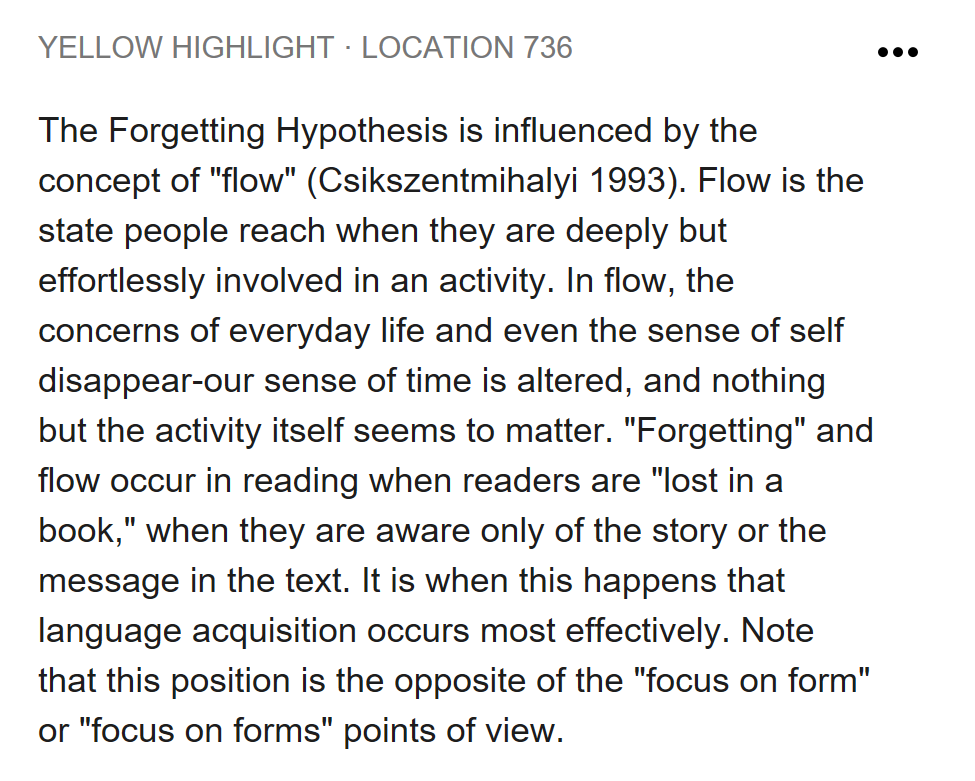 YELLOW HIGHLIGHT · LOCATION 736
The Forgetting Hypothesis is influenced by the
concept of "flow" (Csikszentmihalyi 1993). Flow is the
state people reach when they are deeply but
effortlessly involved in an activity. In flow, the
concerns of everyday life and even the sense of self
disappear-our sense of time is altered, and nothing
but the activity itself seems to matter. "Forgetting" and
flow occur in reading when readers are "lost in a
book," when they are aware only of the story or the
message in the text. It is when this happens that
language acquisition occurs most effectively. Note
that this position is the opposite of the "focus on form"
or "focus on forms" points of view.